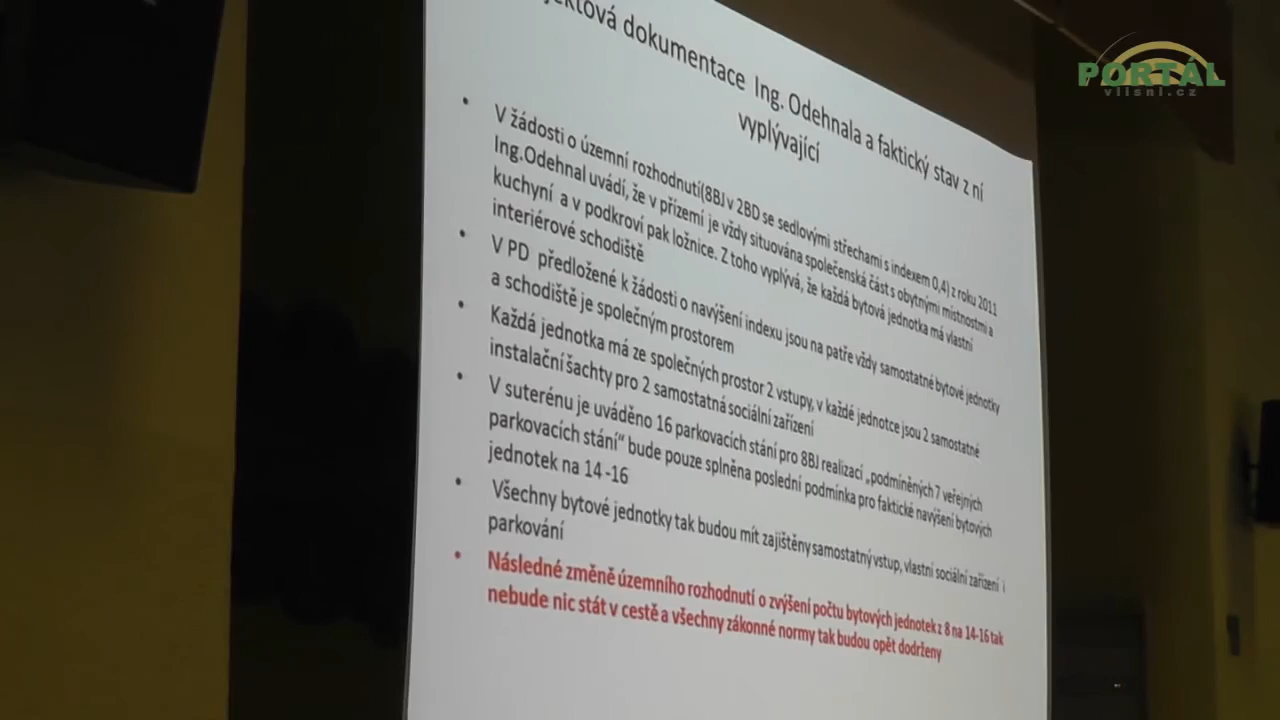 PORTÁL
vlisni.cz
jektová dokumentace Ing. Odehnala a faktický stav z ní
vyplývající
• V žádosti o územní rozhodnutí(8BJ v 2BD se sedlovými střechami s indexem 0,4) z roku 2011
Ing.Odehnal uvádí, že v přízemí je vždy situována společenská část s obytnými místnostmi a
kuchyní a v podkroví pak ložnice. Z toho vyplývá, že každá bytová jednotka má vlastní
interiérové schodiště
• V PD předložené k žádosti o navýšení indexu jsou na patře vždy samostatné bytové jednotky
a schodiště je společným prostorem
• Každá jednotka má ze společných prostor 2 vstupy, v každé jednotce jsou 2 samostatné
instalační šachty pro 2 samostatná sociální zařízení
• V suterénu je uváděno 16 parkovacích stání pro 8BJ realizací „podmíněných 7 veřejných
parkovacích stání“ bude pouze splněna poslední podmínka pro faktické navýšení bytových
jednotek na 14 -16
• Všechny bytové jednotky tak budou mít zajištěny samostatný vstup, vlastní sociální zařízení i
parkování
• Následné změně územního rozhodnutí o zvýšení počtu bytových jednotek z 8 na 14-16 tak
nebude nic stát v cestě a všechny zákonné normy tak budou opět dodrženy